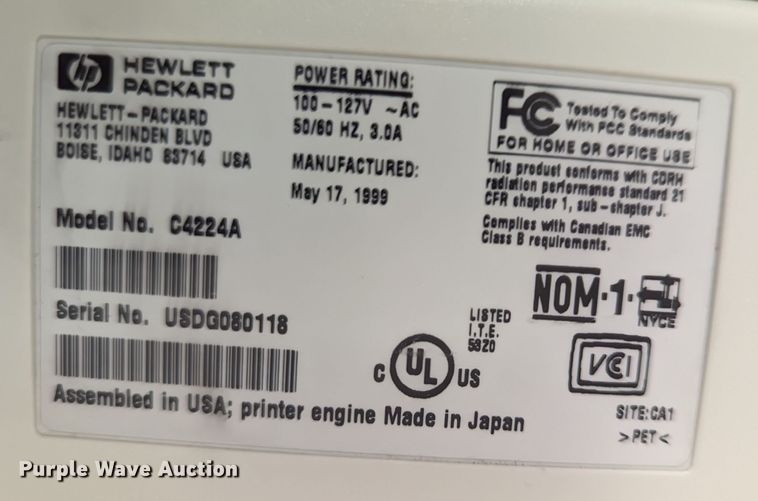 hp HEWLETT
PACKARD
HEWLETT-PACKARD
11311 CHINDEN BLVD
BOISE, IDAHO 83714 USA
Model No. C4224A
Serial No. USDG080118
Assembled in USA; printer engine Made in Japan
POWER RATING:
100-127V ~AC
50/60 HZ, 3.0A
MANUFACTURED:
May 17, 1999
FC Tested To Comply
With FCC Standards
FOR HOME OR OFFICE USE
This product conforms with CDRH
radiation performance standard 21
CFR chapter 1, sub-chapter J.
Complies with Canadian EMC
Class B requirements.
NOM-1-
NYCE
LISTED
I.T.E.
5320
C UL US
VCI
SITE:CA1
>PET<
Purple Wave Auction